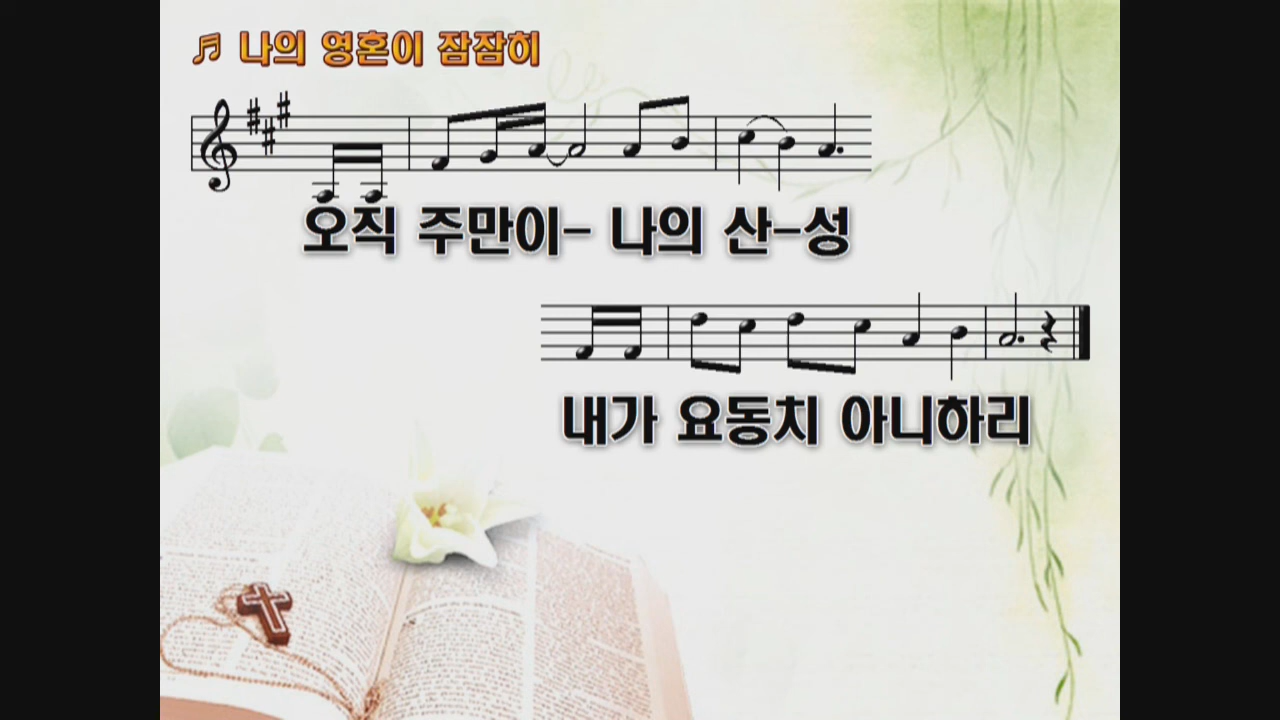 ♬ 나의 영혼이 잠잠히
오직 주만이- 나의 산-성
내가 요동치 아니하리